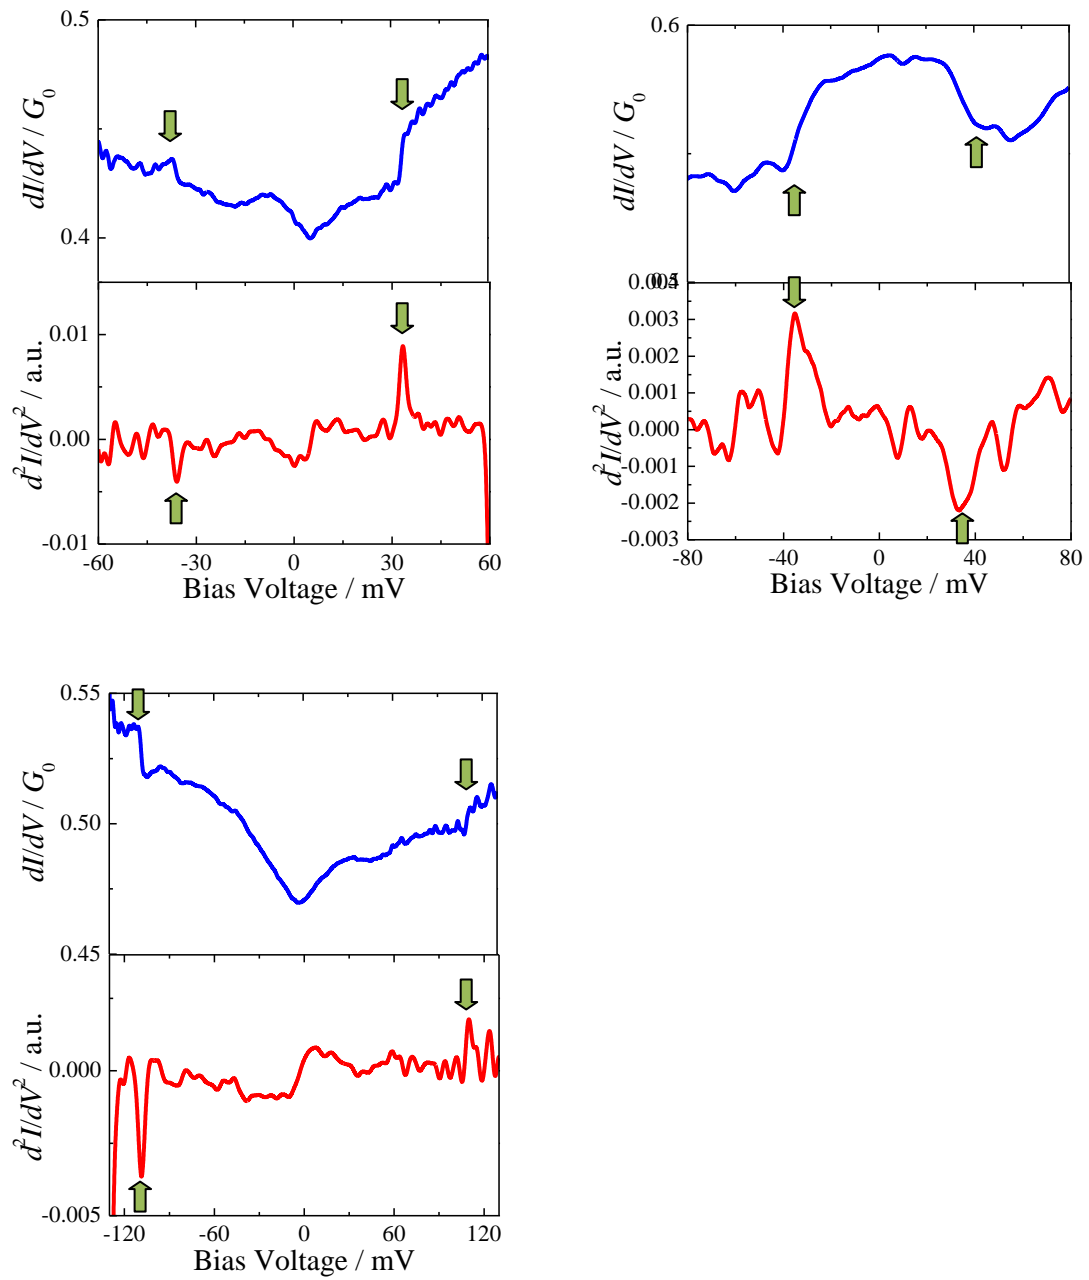 0.5
0.4
dI/dV / G0
0.01
0.00
-0.01
d²I/dV² / a.u.
-60 -30 0 30 60
Bias Voltage / mV
0.6
dI/dV / G0
0.004
0.003
0.002
0.001
0.000
-0.001
-0.002
-0.003
d²I/dV² / a.u.
-80 -40 0 40 80
Bias Voltage / mV
0.55
0.50
0.45
dI/dV / G0
0.000
-0.005
d²I/dV² / a.u.
-120 -60 0 60 120
Bias Voltage / mV